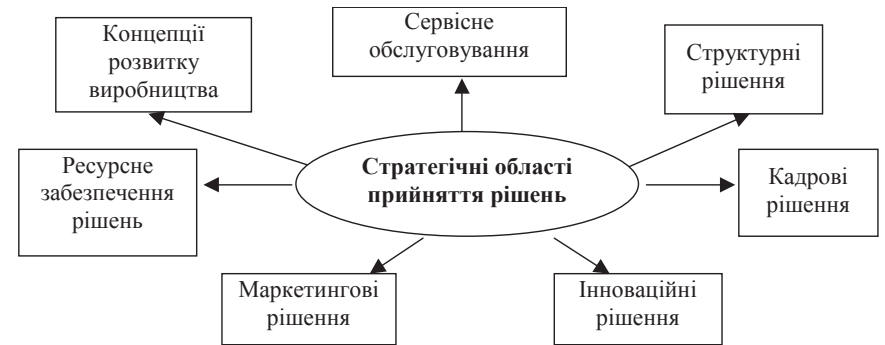 Концепції
розвитку
виробництва
Сервісне
обслуговування
Структурні
рішення
Ресурсне
забезпечення
рішень
Стратегічні області
прийняття рішень
Кадрові
рішення
Маркетингові
рішення
Інноваційні
рішення